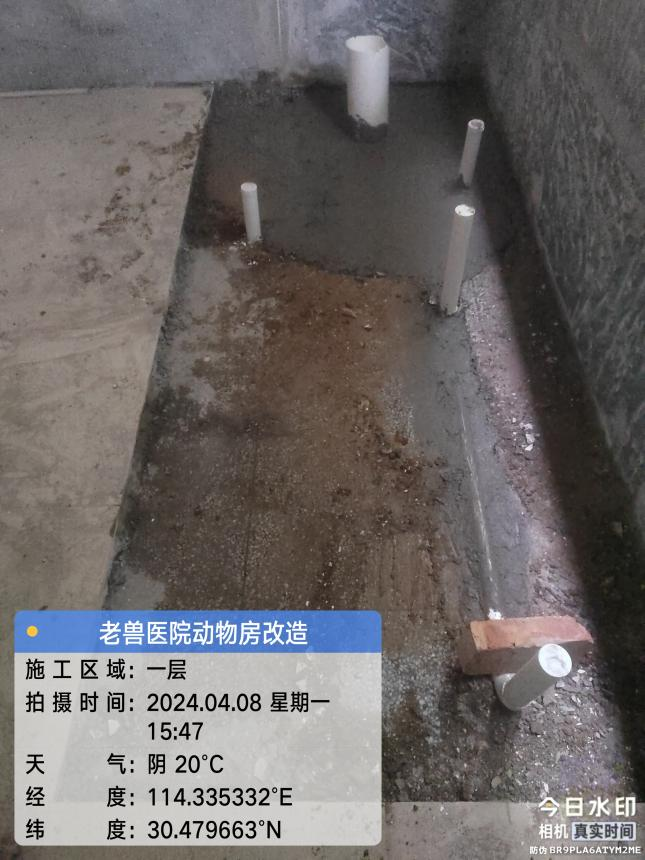 老兽医院动物房改造
施工区域：一层
拍摄时间：2024.04.08 星期一
15:47
天气：阴 20°C
经度：114.335332°E
纬度：30.479663°N
今日水印
相机 真实时间
防伪 BR9PLA6ATYM2ME